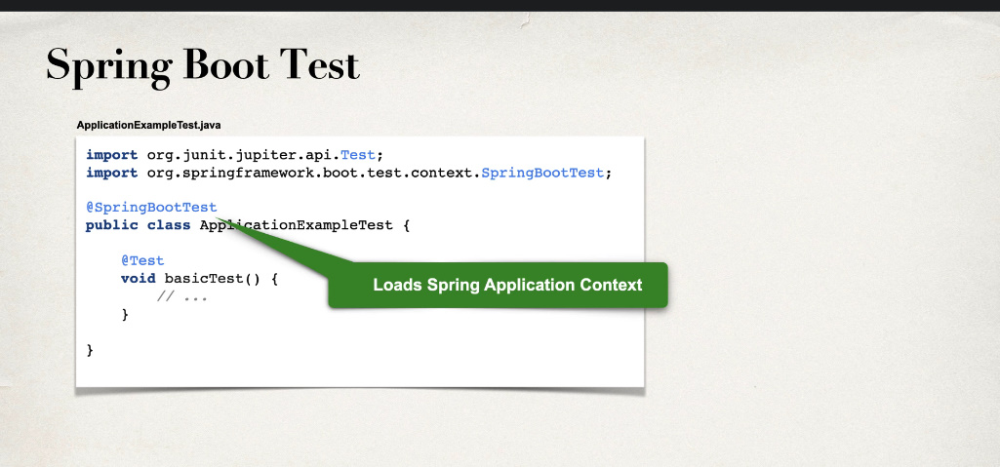 Spring Boot Test
ApplicationExampleTest.java
import org.junit.jupiter.api.Test;
import org.springframework.boot.test.context.SpringBootTest;
@SpringBootTest
public class ApplicationExampleTest {
@Test
void basicTest() {
// ...
}
}
Loads Spring Application Context